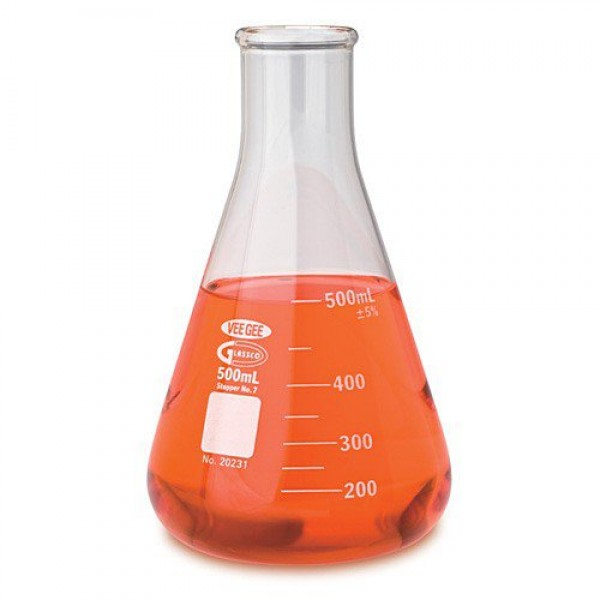 500mL
±5%
VEE GEE
GLASSCO
500mL
Stopper No. 7
400
300
No. 20231
200